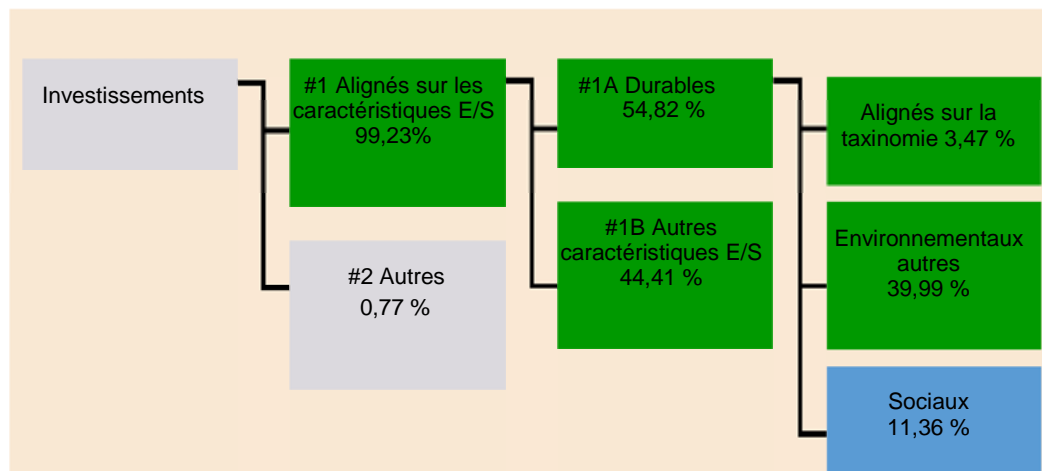 Investissements
#1 Alignés sur les
caractéristiques E/S
99,23%
#2 Autres
0,77 %
#1A Durables
54,82 %
#1B Autres
caractéristiques E/S
44,41 %
Alignés sur la
taxinomie 3,47 %
Environnementaux
autres
39,99 %
Sociaux
11,36 %